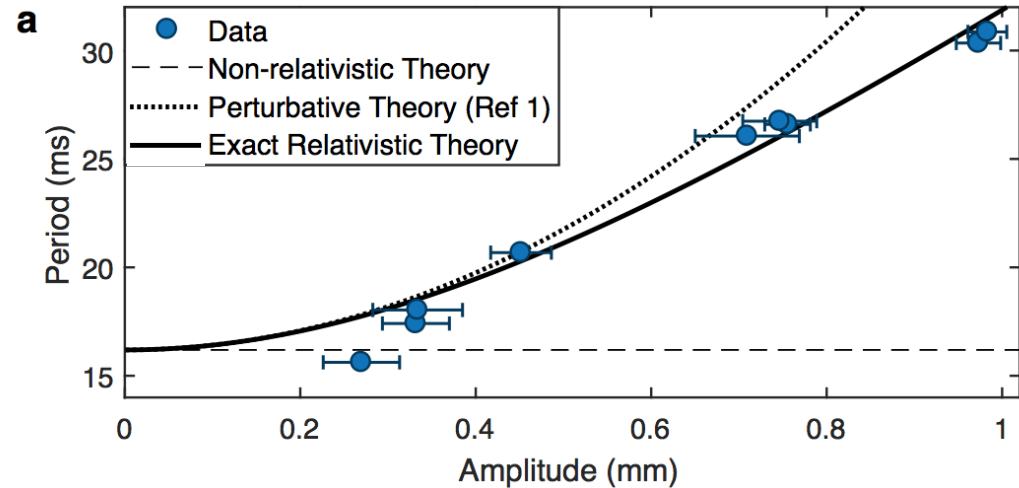 a
Data
Non-relativistic Theory
Perturbative Theory (Ref 1)
Exact Relativistic Theory
Period (ms)
30
25
20
15
0
0.2
0.4
0.6
0.8
1
Amplitude (mm)